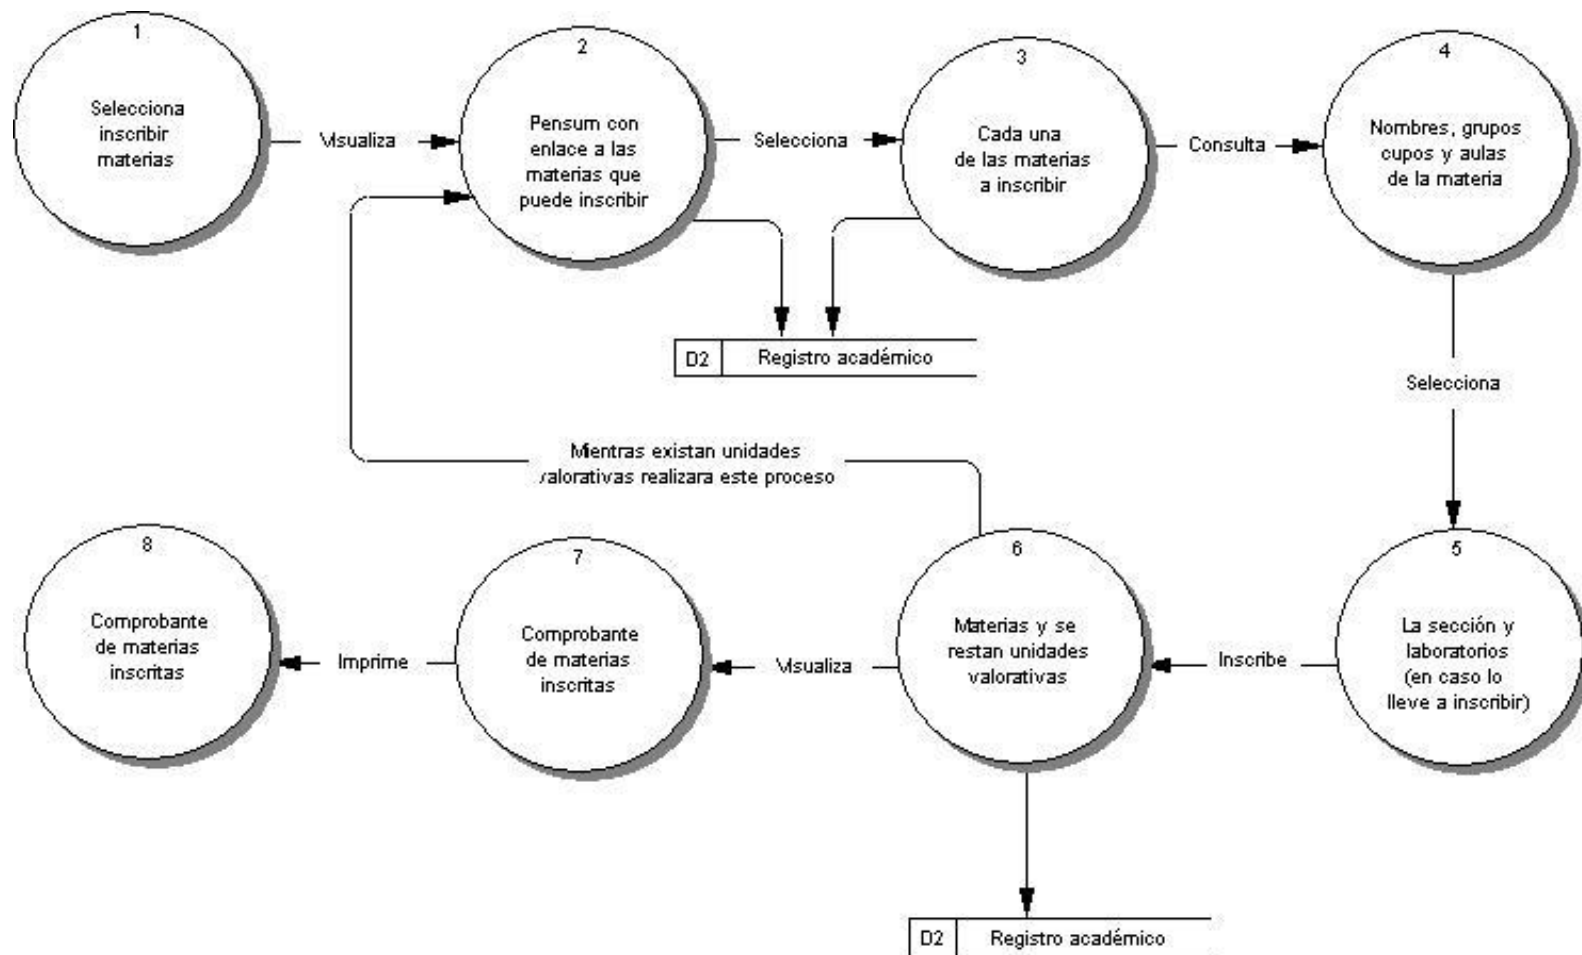 1
Selecciona
inscribir
materias
Visualiza
2
Pensum con
enlace a las
materias que
puede inscribir
Selecciona
3
Cada una
de las materias
a inscribir
Consulta
4
Nombres, grupos
cupos y aulas
de la materia
D2 Registro académico
Selecciona
Mientras existan unidades
valorativas realizara este proceso
8
Comprobante
de materias
inscritas
Imprime
7
Comprobante
de materias
inscritas
Visualiza
6
Materias y se
restan unidades
valorativas
Inscribe
5
La sección y
laboratorios
(en caso lo
lleve a inscribir)
D2 Registro académico